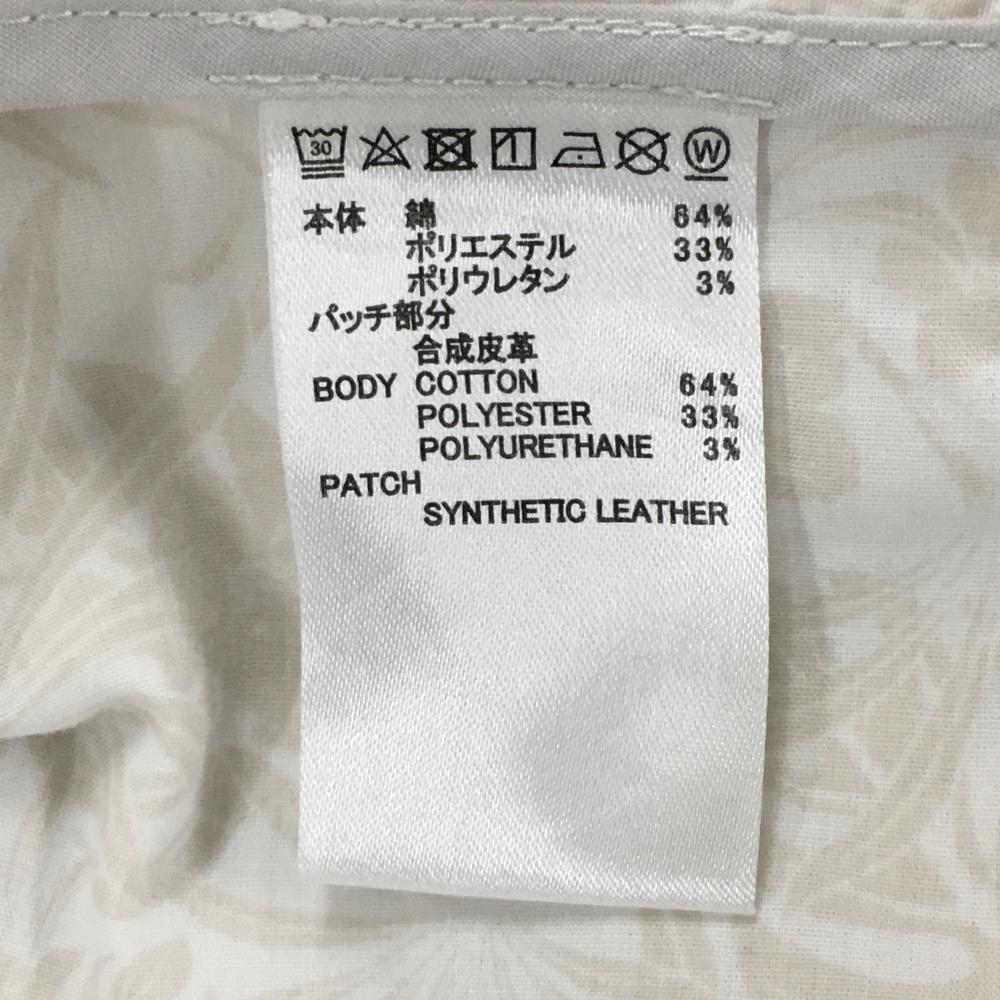 30 W
本体 綿 64%
ポリエステル 33%
ポリウレタン 3%
パッチ部分
合成皮革
BODY COTTON 64%
POLYESTER 33%
POLYURETHANE 3%
PATCH
SYNTHETIC LEATHER